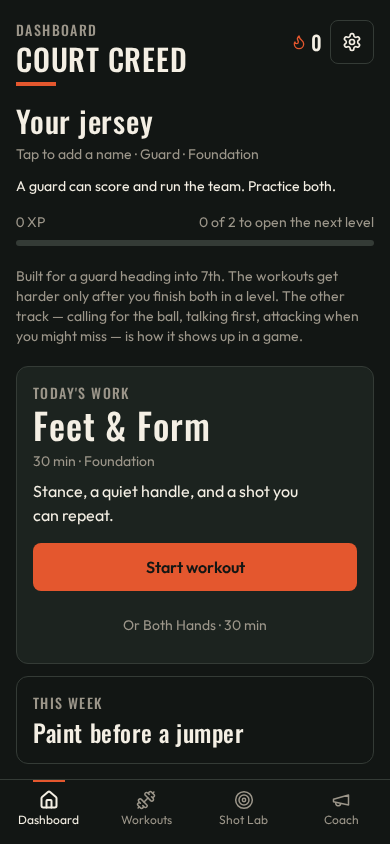 DASHBOARD
COURT CREED
0
Your jersey
Tap to add a name · Guard · Foundation
A guard can score and run the team. Practice both.
0 XP
0 of 2 to open the next level
Built for a guard heading into 7th. The workouts get
harder only after you finish both in a level. The other
track — calling for the ball, talking first, attacking when
you might miss — is how it shows up in a game.
TODAY'S WORK
Feet & Form
30 min · Foundation
Stance, a quiet handle, and a shot you
can repeat.
Start workout
Or Both Hands · 30 min
THIS WEEK
Paint before a jumper
Dashboard
Workouts
Shot Lab
Coach